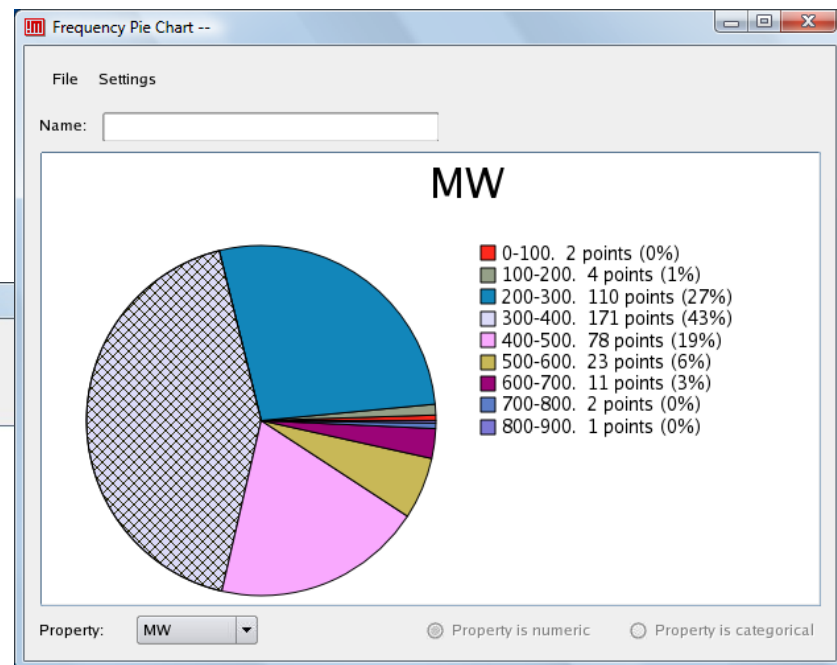 Frequency Pie Chart --
File Settings
Name:
MW
0-100. 2 points (0%)
100-200. 4 points (1%)
200-300. 110 points (27%)
300-400. 171 points (43%)
400-500. 78 points (19%)
500-600. 23 points (6%)
600-700. 11 points (3%)
700-800. 2 points (0%)
800-900. 1 points (0%)
Property: MW Property is numeric Property is categorical